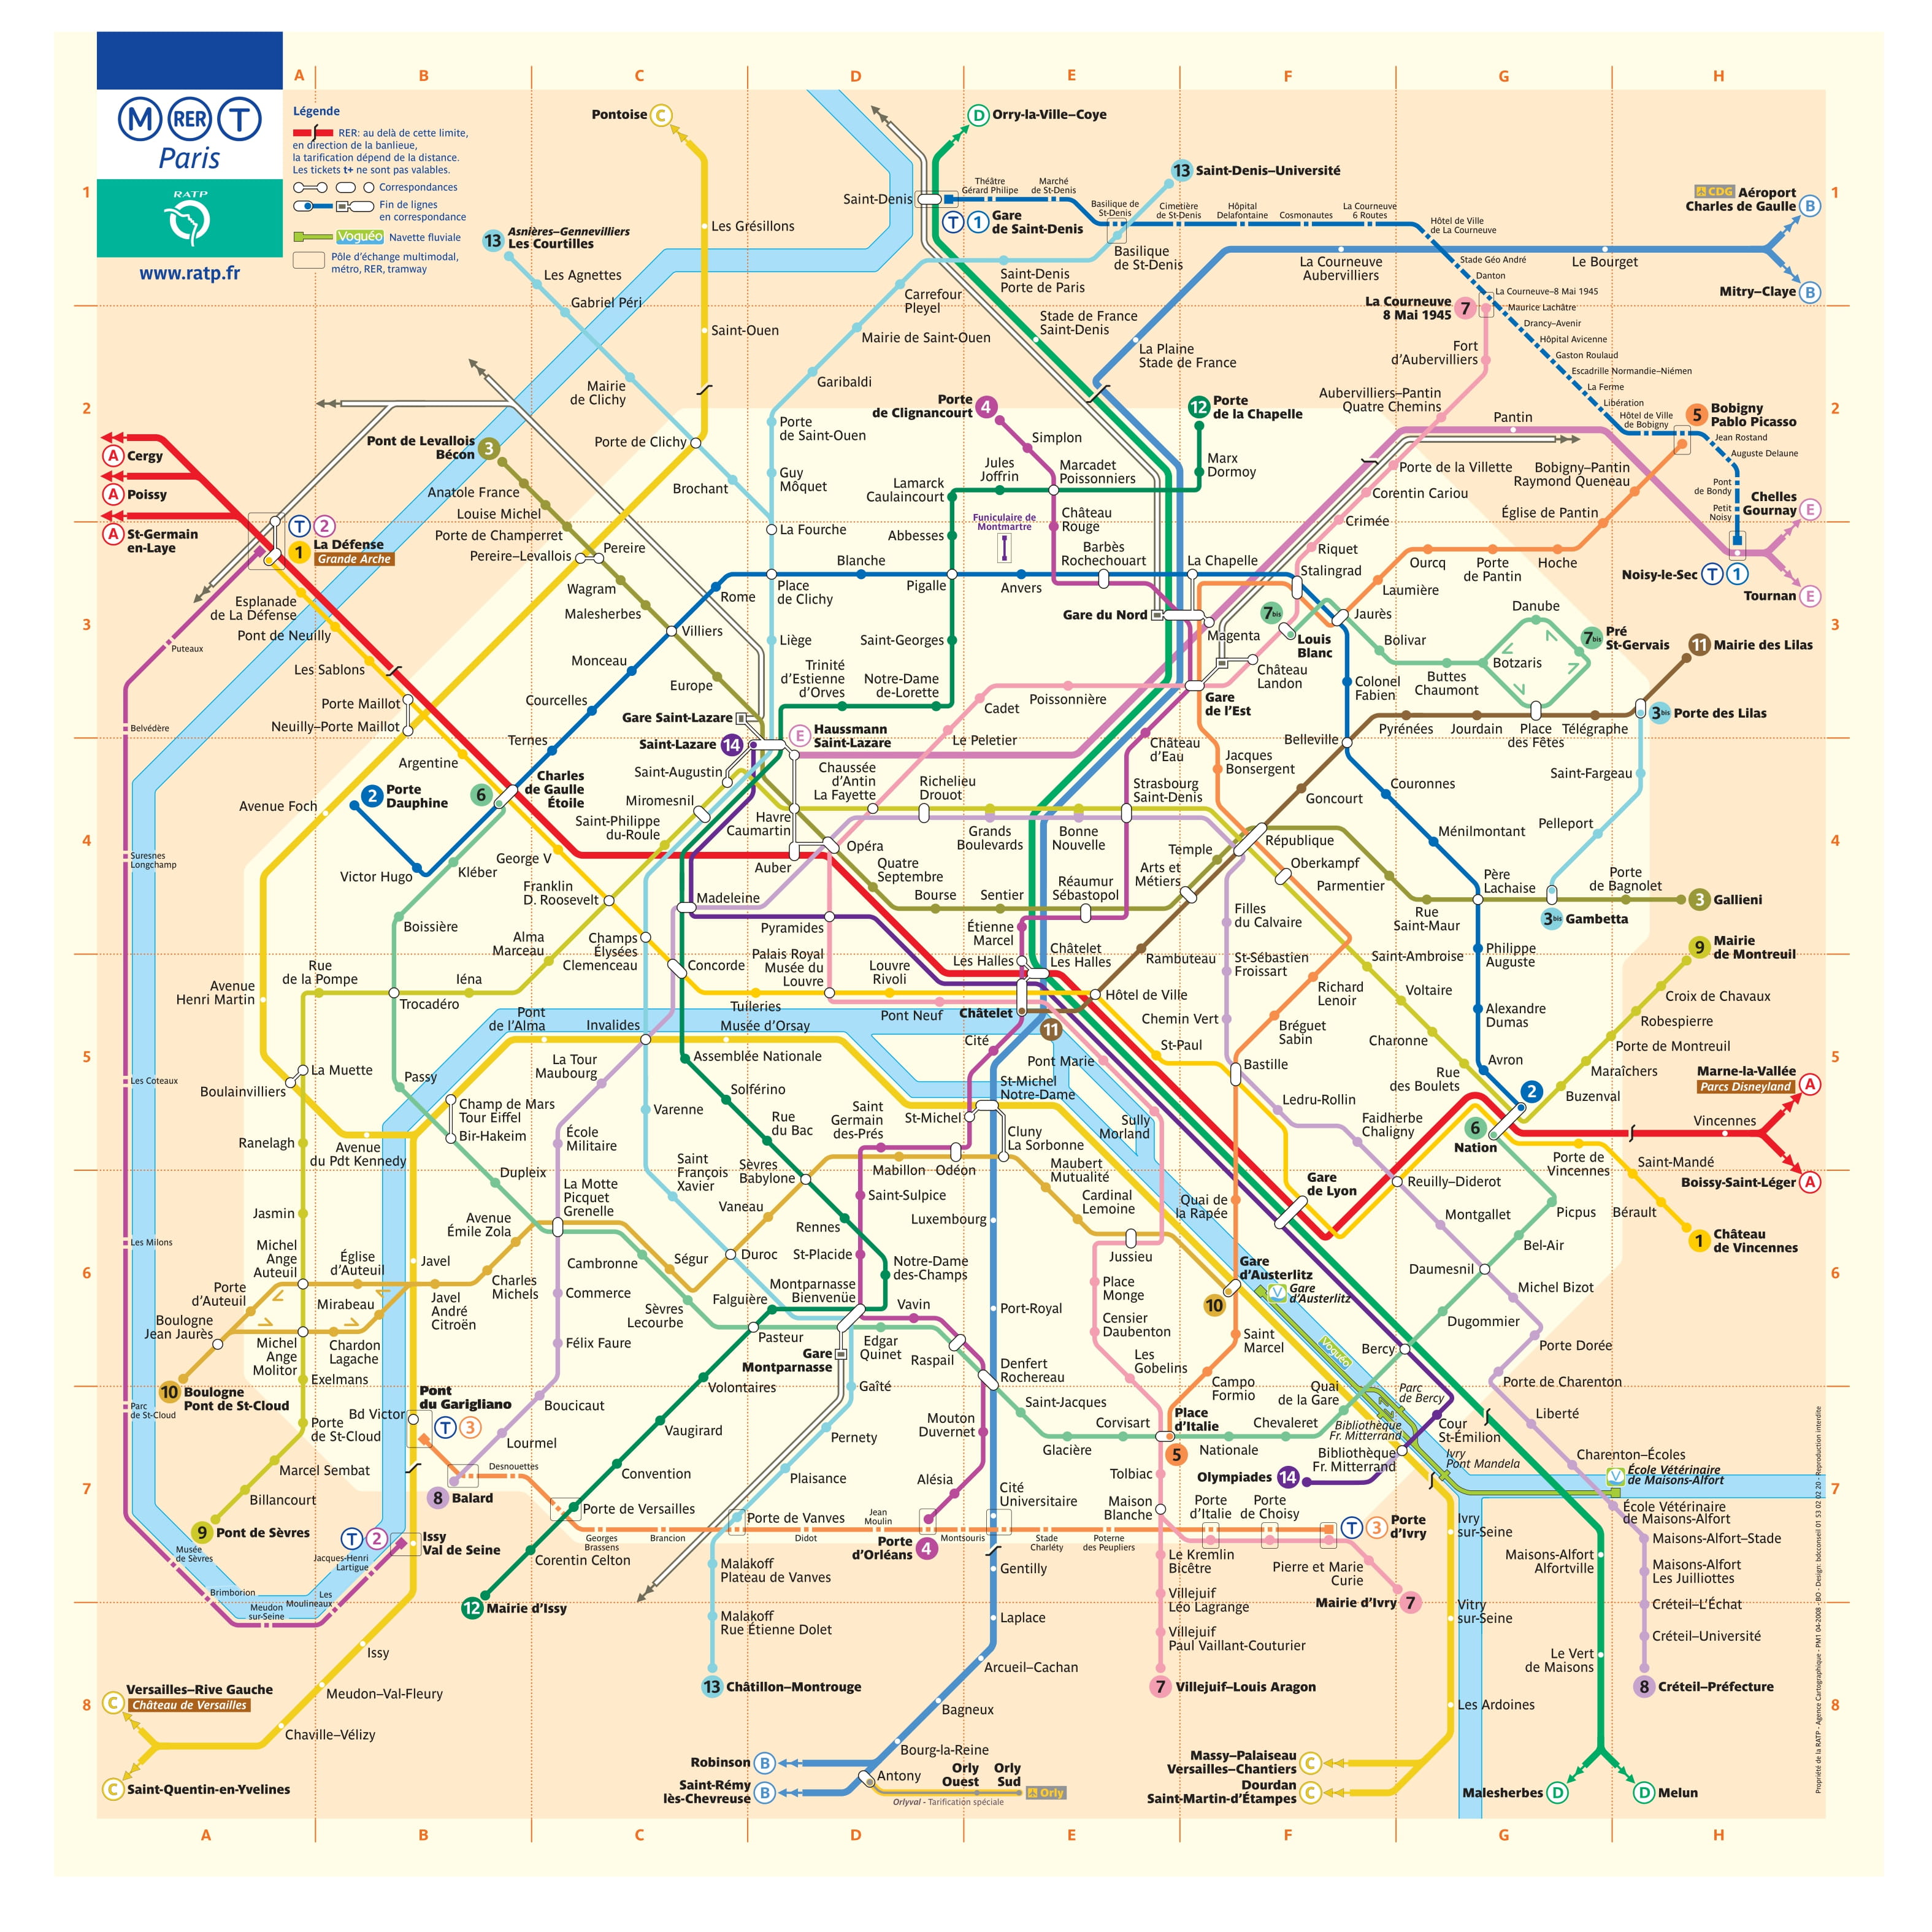 A
B
C
D
E
F
G
H
M RER T
Paris
RATP
www.ratp.fr
Légende
RER: au delà de cette limite,
en direction de la banlieue,
la tarification dépend de la distance.
Les tickets t+ ne sont pas valables.
Correspondances
Fin de lignes
en correspondance
Voguéo Navette fluviale
Pôle d'échange multimodal,
métro, RER, tramway
1
1
Pontoise C
D Orry-la-Ville–Coye
13 Saint-Denis–Université
CDG Aéroport
Charles de Gaulle B
Saint-Denis
Théâtre
Gérard Philipe
Marché
de St-Denis
Basilique de
St-Denis
Cimetière
de St-Denis
Hôpital
Delafontaine
Cosmonautes
La Courneuve
6 Routes
Hôtel de Ville
de La Courneuve
T 1 Gare
de Saint-Denis
Les Grésillons
13 Asnières–Gennevilliers
Les Courtilles
Les Agnettes
Gabriel Péri
Basilique
de St-Denis
Saint-Denis
Porte de Paris
La Courneuve
Aubervilliers
Stade Géo André
Danton
Le Bourget
La Courneuve–8 Mai 1945
Mitry–Claye B
Carrefour
Pleyel
La Courneuve
8 Mai 1945 7
Maurice Lachâtre
Drancy–Avenir
Hôpital Avicenne
Gaston Roulaud
Escadrille Normandie–Niémen
La Ferme
Libération
Hôtel de Ville
de Bobigny
Saint-Ouen
Mairie de Saint-Ouen
Stade de France
Saint-Denis
La Plaine
Stade de France
Fort
d'Aubervilliers
2
2
Mairie
de Clichy
Garibaldi
Aubervilliers–Pantin
Quatre Chemins
Porte
de Clignancourt 4
12 Porte
de la Chapelle
Pantin
5 Bobigny
Pablo Picasso
Jean Rostand
Auguste Delaune
Pont
de Bondy
Petit
Noisy
A Cergy
A Poissy
A St-Germain
en-Laye
Pont de Levallois
Bécon 3
Porte de Clichy
Porte
de Saint-Ouen
Simplon
Guy
Môquet
Jules
Joffrin
Marcadet
Poissonniers
Marx
Dormoy
Porte de la Villette
Bobigny–Pantin
Raymond Queneau
Anatole France
Brochant
Lamarck
Caulaincourt
Corentin Cariou
Louise Michel
Église de Pantin
Chelles
Gournay E
Porte de Champerret
La Fourche
Château
Rouge
Crimée
T 2
1 La Défense
Grande Arche
Pereire–Levallois
Pereire
Abbesses
Funiculaire de
Montmartre
Barbès
Rochechouart
La Chapelle
Riquet
Stalingrad
Ourcq
Porte
de Pantin
Hoche
Noisy-le-Sec T 1
Tournan E
Blanche
Wagram
Rome
Place
de Clichy
Pigalle
Anvers
Laumière
Esplanade
de La Défense
Malesherbes
Gare du Nord
7bis
Louis
Blanc
Jaurès
Danube
7bis Pré
St-Gervais
3
3
Pont de Neuilly
Puteaux
Villiers
Liège
Saint-Georges
Magenta
Bolivar
Botzaris
11 Mairie des Lilas
Les Sablons
Monceau
Europe
Trinité
d'Estienne
d'Orves
Notre-Dame
de-Lorette
Poissonnière
Château
Landon
Buttes
Chaumont
Colonel
Fabien
Porte Maillot
Courcelles
Cadet
Gare
de l'Est
Neuilly–Porte Maillot
Belvédère
Gare Saint-Lazare
Pyrénées
Jourdain
Place
des Fêtes
Télégraphe
3bis Porte des Lilas
Ternes
Saint-Lazare 14
E Haussmann
Saint-Lazare
Le Peletier
Château
d'Eau
Jacques
Bonsergent
Belleville
Argentine
Saint-Augustin
Chaussée
d'Antin
La Fayette
Richelieu
Drouot
Strasbourg
Saint-Denis
Saint-Fargeau
Avenue Foch
2 Porte
Dauphine
6
Charles
de Gaulle
Étoile
Miromesnil
Couronnes
Goncourt
Saint-Philippe
du-Roule
Havre
Caumartin
Grands
Boulevards
Bonne
Nouvelle
Pelleport
Ménilmontant
4
4
Suresnes
Longchamp
George V
Opéra
Auber
République
Temple
Victor Hugo
Kléber
Quatre
Septembre
Arts et
Métiers
Oberkampf
Parmentier
Père
Lachaise
Porte
de Bagnolet
Franklin
D. Roosevelt
Madeleine
Bourse
Sentier
Réaumur
Sébastopol
3 Gallieni
Boissière
Pyramides
Étienne
Marcel
Filles
du Calvaire
Rue
Saint-Maur
3bis Gambetta
Alma
Marceau
Champs
Élysées
Clemenceau
Concorde
Palais Royal
Musée du
Louvre
Louvre
Rivoli
Les Halles
Châtelet
Les Halles
Rambuteau
St-Sébastien
Froissart
Saint-Ambroise
Philippe
Auguste
9 Mairie
de Montreuil
Rue
de la Pompe
Iéna
Avenue
Henri Martin
Trocadéro
Tuileries
Pont Neuf
Châtelet
Hôtel de Ville
Richard
Lenoir
Voltaire
Croix de Chavaux
Pont
de l'Alma
Invalides
Musée d'Orsay
11
Chemin Vert
Alexandre
Dumas
Robespierre
5
5
Cité
Bréguet
Sabin
Charonne
Porte de Montreuil
La Muette
La Tour
Maubourg
Assemblée Nationale
Pont Marie
St-Paul
Bastille
Avron
Maraîchers
Marne-la-Vallée
Parcs Disneyland A
Boulainvilliers
Passy
Les Coteaux
Solférino
St-Michel
Notre-Dame
Rue
des Boulets
2
Buzenval
Champ de Mars
Tour Eiffel
Varenne
Rue
du Bac
Saint
Germain
des-Prés
St-Michel
Ledru-Rollin
Faidherbe
Chaligny
Vincennes
Bir-Hakeim
École
Militaire
Cluny
La Sorbonne
Sully
Morland
6
Nation
Ranelagh
Avenue
du Pdt Kennedy
Saint
François
Xavier
Sèvres
Babylone
Mabillon
Odéon
Maubert
Mutualité
Porte de
Vincennes
Saint-Mandé
Dupleix
La Motte
Picquet
Grenelle
Vaneau
Saint-Sulpice
Cardinal
Lemoine
Quai de
la Rapée
Gare
de Lyon
Reuilly–Diderot
Boissy-Saint-Léger A
Jasmin
Avenue
Émile Zola
Rennes
Luxembourg
Montgallet
Picpus
Bérault
Les Milons
Michel
Ange
Auteuil
Église
d'Auteuil
Javel
Cambronne
Ségur
Duroc
St-Placide
Notre-Dame
des-Champs
Jussieu
Bel-Air
1 Château
de Vincennes
6
6
Porte
d'Auteuil
Mirabeau
Javel
André
Citroën
Charles
Michels
Commerce
Sèvres
Lecourbe
Falguière
Montparnasse
Bienvenüe
Vavin
Port-Royal
Place
Monge
Gare
d'Austerlitz
10
Gare
d'Austerlitz
Daumesnil
Michel Bizot
Boulogne
Jean Jaurès
Michel
Ange
Molitor
Chardon
Lagache
Félix Faure
Pasteur
Edgar
Quinet
Raspail
Censier
Daubenton
Saint
Marcel
Voguéo
Dugommier
Porte Dorée
Gare
Montparnasse
Denfert
Rochereau
Les
Gobelins
Bercy
10 Boulogne
Pont de St-Cloud
Exelmans
Pont
du Garigliano
Volontaires
Gaîté
Saint-Jacques
Campo
Formio
Quai
de la Gare
Parc
de Bercy
Porte de Charenton
Parc
de St-Cloud
Bd Victor
T 3
Boucicaut
Mouton
Duvernet
Corvisart
Place
d'Italie
5
Chevaleret
Bibliothèque
Fr. Mitterrand
Cour
St-Émilion
Liberté
Porte
de St-Cloud
Vaugirard
Pernety
Glacière
Nationale
Bibliothèque
Fr. Mitterrand
Ivry
Pont Mandela
Charenton–Écoles
Lourmel
Marcel Sembat
Desnouettes
Convention
Plaisance
Alésia
Tolbiac
Olympiades 14
École Vétérinaire
de Maisons-Alfort
7
7
Billancourt
8 Balard
Porte de Versailles
Porte de Vanves
Cité
Universitaire
Maison
Blanche
Porte
d'Italie
Porte
de Choisy
T 3 Porte
d'Ivry
École Vétérinaire
de Maisons-Alfort
9 Pont de Sèvres
T 2 Issy
Val de Seine
Georges
Brassens
Brancion
Didot
Jean
Moulin
Porte
d'Orléans 4
Montsouris
Stade
Charléty
Poterne
des Peupliers
Ivry
sur-Seine
Maisons-Alfort–Stade
Musée
de Sèvres
Jacques-Henri
Lartigue
Corentin Celton
Malakoff
Plateau de Vanves
Gentilly
Le Kremlin
Bicêtre
Pierre et Marie
Curie
Maisons-Alfort
Alfortville
Maisons-Alfort
Les Juilliottes
Brimborion
Meudon
sur-Seine
Les
Moulineaux
12 Mairie d'Issy
Malakoff
Rue Étienne Dolet
Laplace
Villejuif
Léo Lagrange
Mairie d'Ivry 7
Vitry
sur-Seine
Créteil–L'Échat
Villejuif
Paul Vaillant-Couturier
Créteil–Université
Issy
Arcueil–Cachan
Le Vert
de Maisons
Versailles–Rive Gauche
C Château de Versailles
Meudon–Val-Fleury
13 Châtillon–Montrouge
7 Villejuif–Louis Aragon
8 Créteil–Préfecture
8
8
Chaville–Vélizy
Bagneux
Les Ardoines
Bourg-la-Reine
Robinson B
Massy–Palaiseau
Versailles–Chantiers C
C Saint-Quentin-en-Yvelines
Saint-Rémy
lès-Chevreuse B
Antony
Orly
Ouest
Orly
Sud
Orly
Orlyval - Tarification spéciale
Dourdan
Saint-Martin-d'Étampes C
Malesherbes D
D Melun
Propriété de la RATP - Agence Cartographique - PM1 04-2008 - BO - Design: bdcconseil 01 53 02 02 20 - Reproduction interdite
A
B
C
D
E
F
G
H